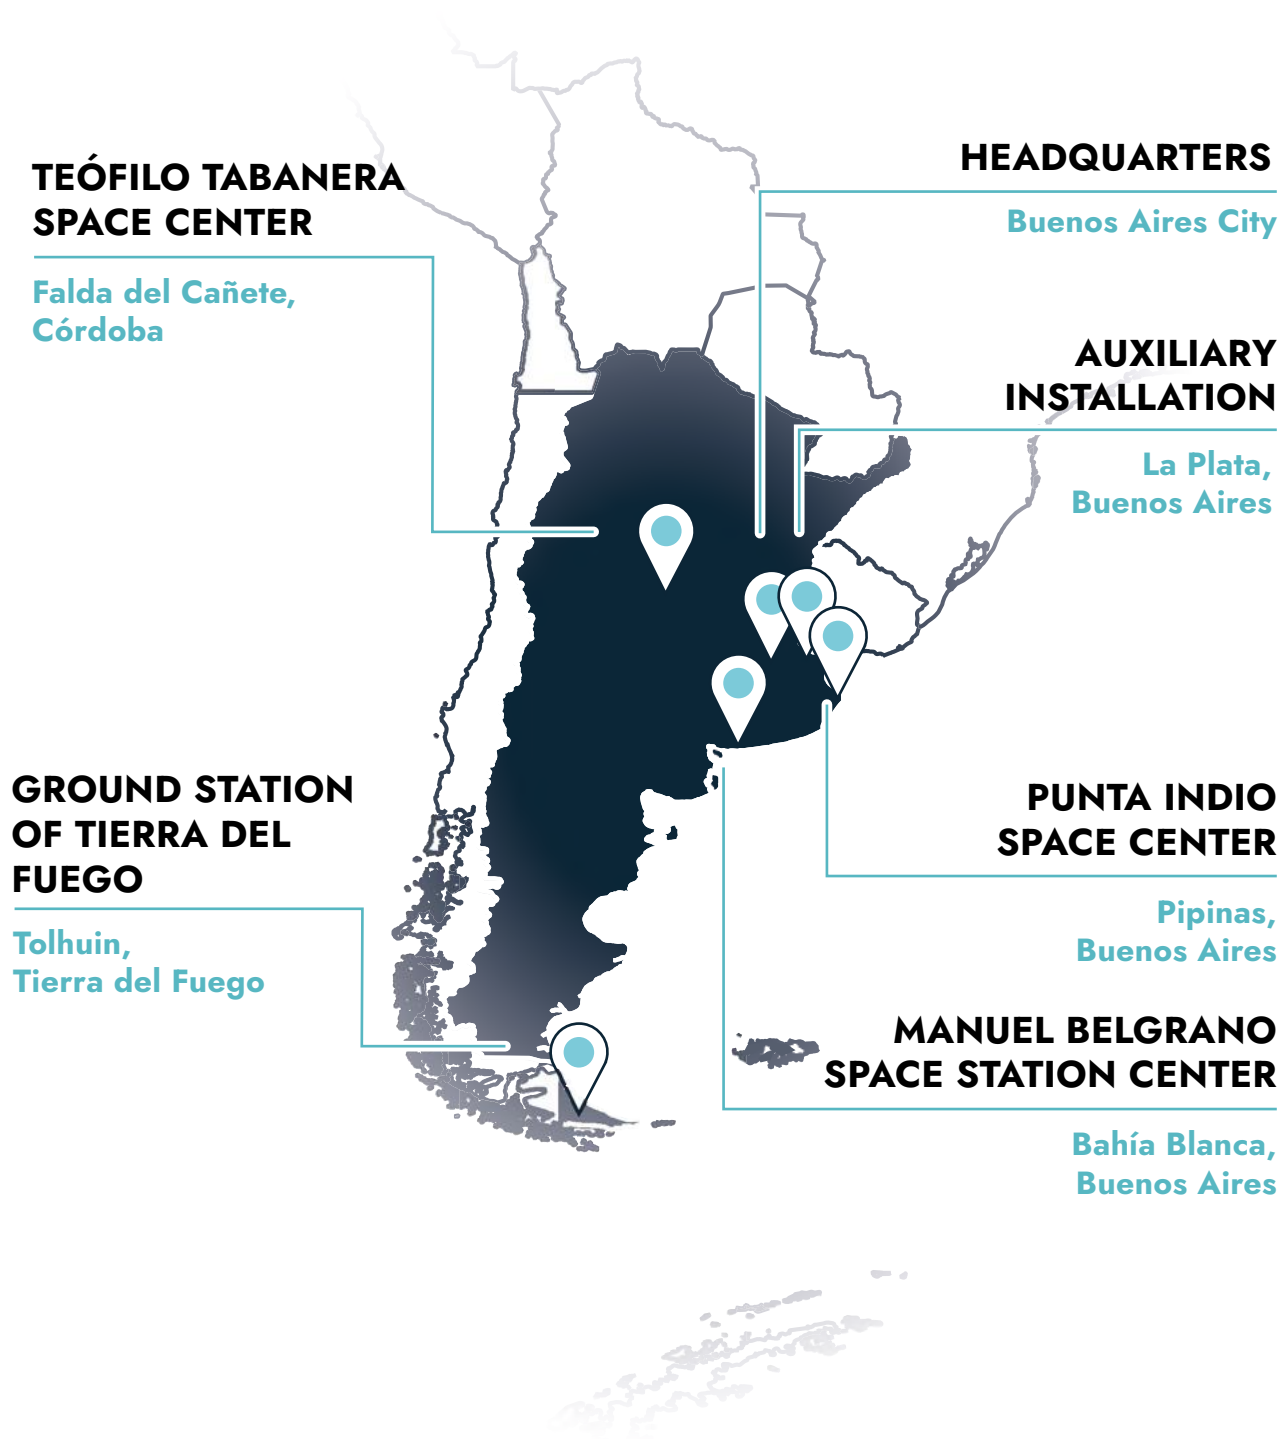 TEÓFILO TABANERA
SPACE CENTER
Falda del Cañete,
Córdoba
HEADQUARTERS
Buenos Aires City
AUXILIARY
INSTALLATION
La Plata,
Buenos Aires
GROUND STATION
OF TIERRA DEL
FUEGO
Tolhuin,
Tierra del Fuego
PUNTA INDIO
SPACE CENTER
Pipinas,
Buenos Aires
MANUEL BELGRANO
SPACE STATION CENTER
Bahía Blanca,
Buenos Aires